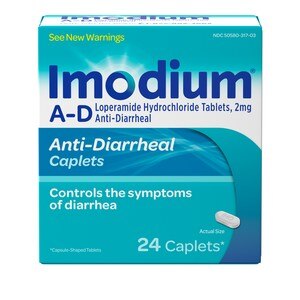 See New Warnings
NDC 50580-317-03
Imodium®
A-D
Loperamide Hydrochloride Tablets, 2mg
Anti-Diarrheal
Anti-Diarrheal
Caplets
Controls the symptoms
of diarrhea
Actual Size
*Capsule-Shaped Tablets
24 Caplets*